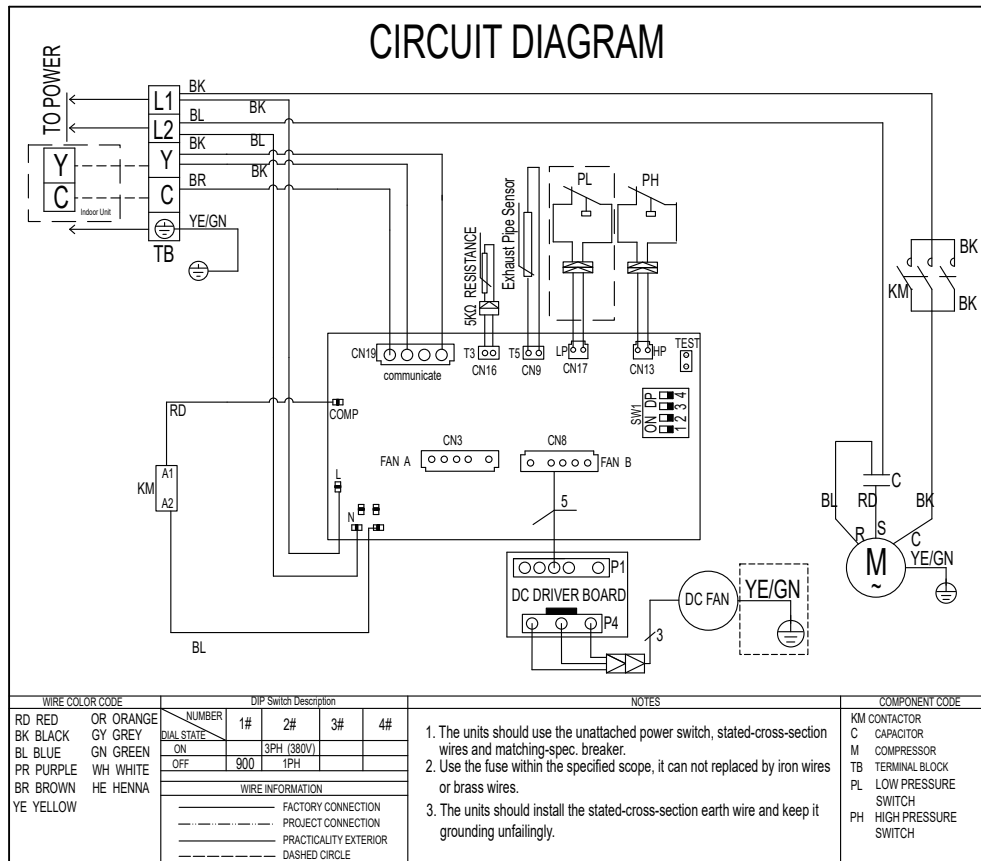 CIRCUIT DIAGRAM
TO POWER
L1
L2
Y
C
TB
Y
C
Indoor Unit
BK
BK
BL
BK
BL
BK
BR
YE/GN
5KΩ RESISTANCE
Exhaust Pipe Sensor
PL
PH
KM
BK
BK
CN19
communicate
T3
CN16
T5
CN9
LP
CN17
HP
CN13
TEST
SW1
ON DP
1 2 3 4
RD
COMP
KM
A1
A2
CN3
FAN A
CN8
FAN B
L
N
5
BL
P1
DC DRIVER BOARD
P4
3
DC FAN
YE/GN
C
BL
RD
BK
R
S
C
M
~
YE/GN
WIRE COLOR CODE
RD RED OR ORANGE
BK BLACK GY GREY
BL BLUE GN GREEN
PR PURPLE WH WHITE
BR BROWN HE HENNA
YE YELLOW
DIP Switch Description
NUMBER 1# 2# 3# 4#
DIAL STATE
ON 3PH (380V)
OFF 900 1PH
WIRE INFORMATION
FACTORY CONNECTION
PROJECT CONNECTION
PRACTICALITY EXTERIOR
DASHED CIRCLE
NOTES
1. The units should use the unattached power switch, stated-cross-section
wires and matching-spec. breaker.
2. Use the fuse within the specified scope, it can not replaced by iron wires
or brass wires.
3. The units should install the stated-cross-section earth wire and keep it
grounding unfailingly.
COMPONENT CODE
KM CONTACTOR
C CAPACITOR
M COMPRESSOR
TB TERMINAL BLOCK
PL LOW PRESSURE
SWITCH
PH HIGH PRESSURE
SWITCH